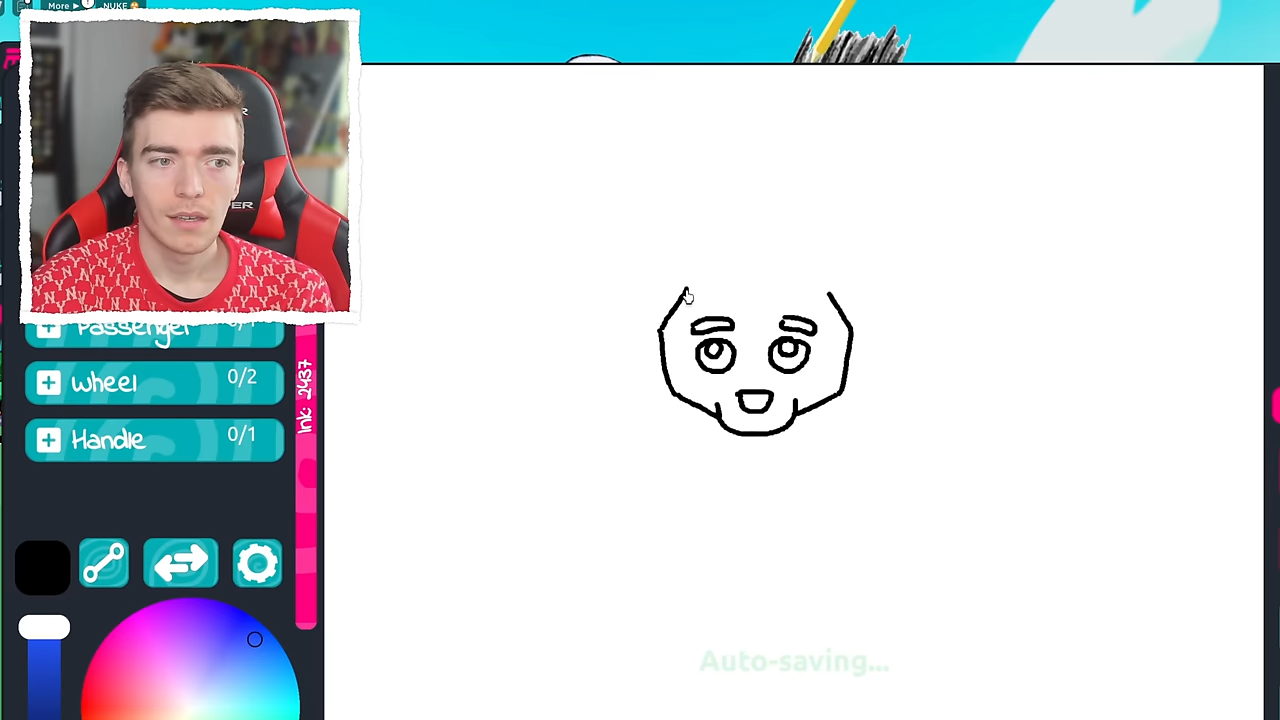 More ▶ NUKE
Passenger
Wheel 0/2
Handle 0/1
Ink: 2437
Auto-saving...